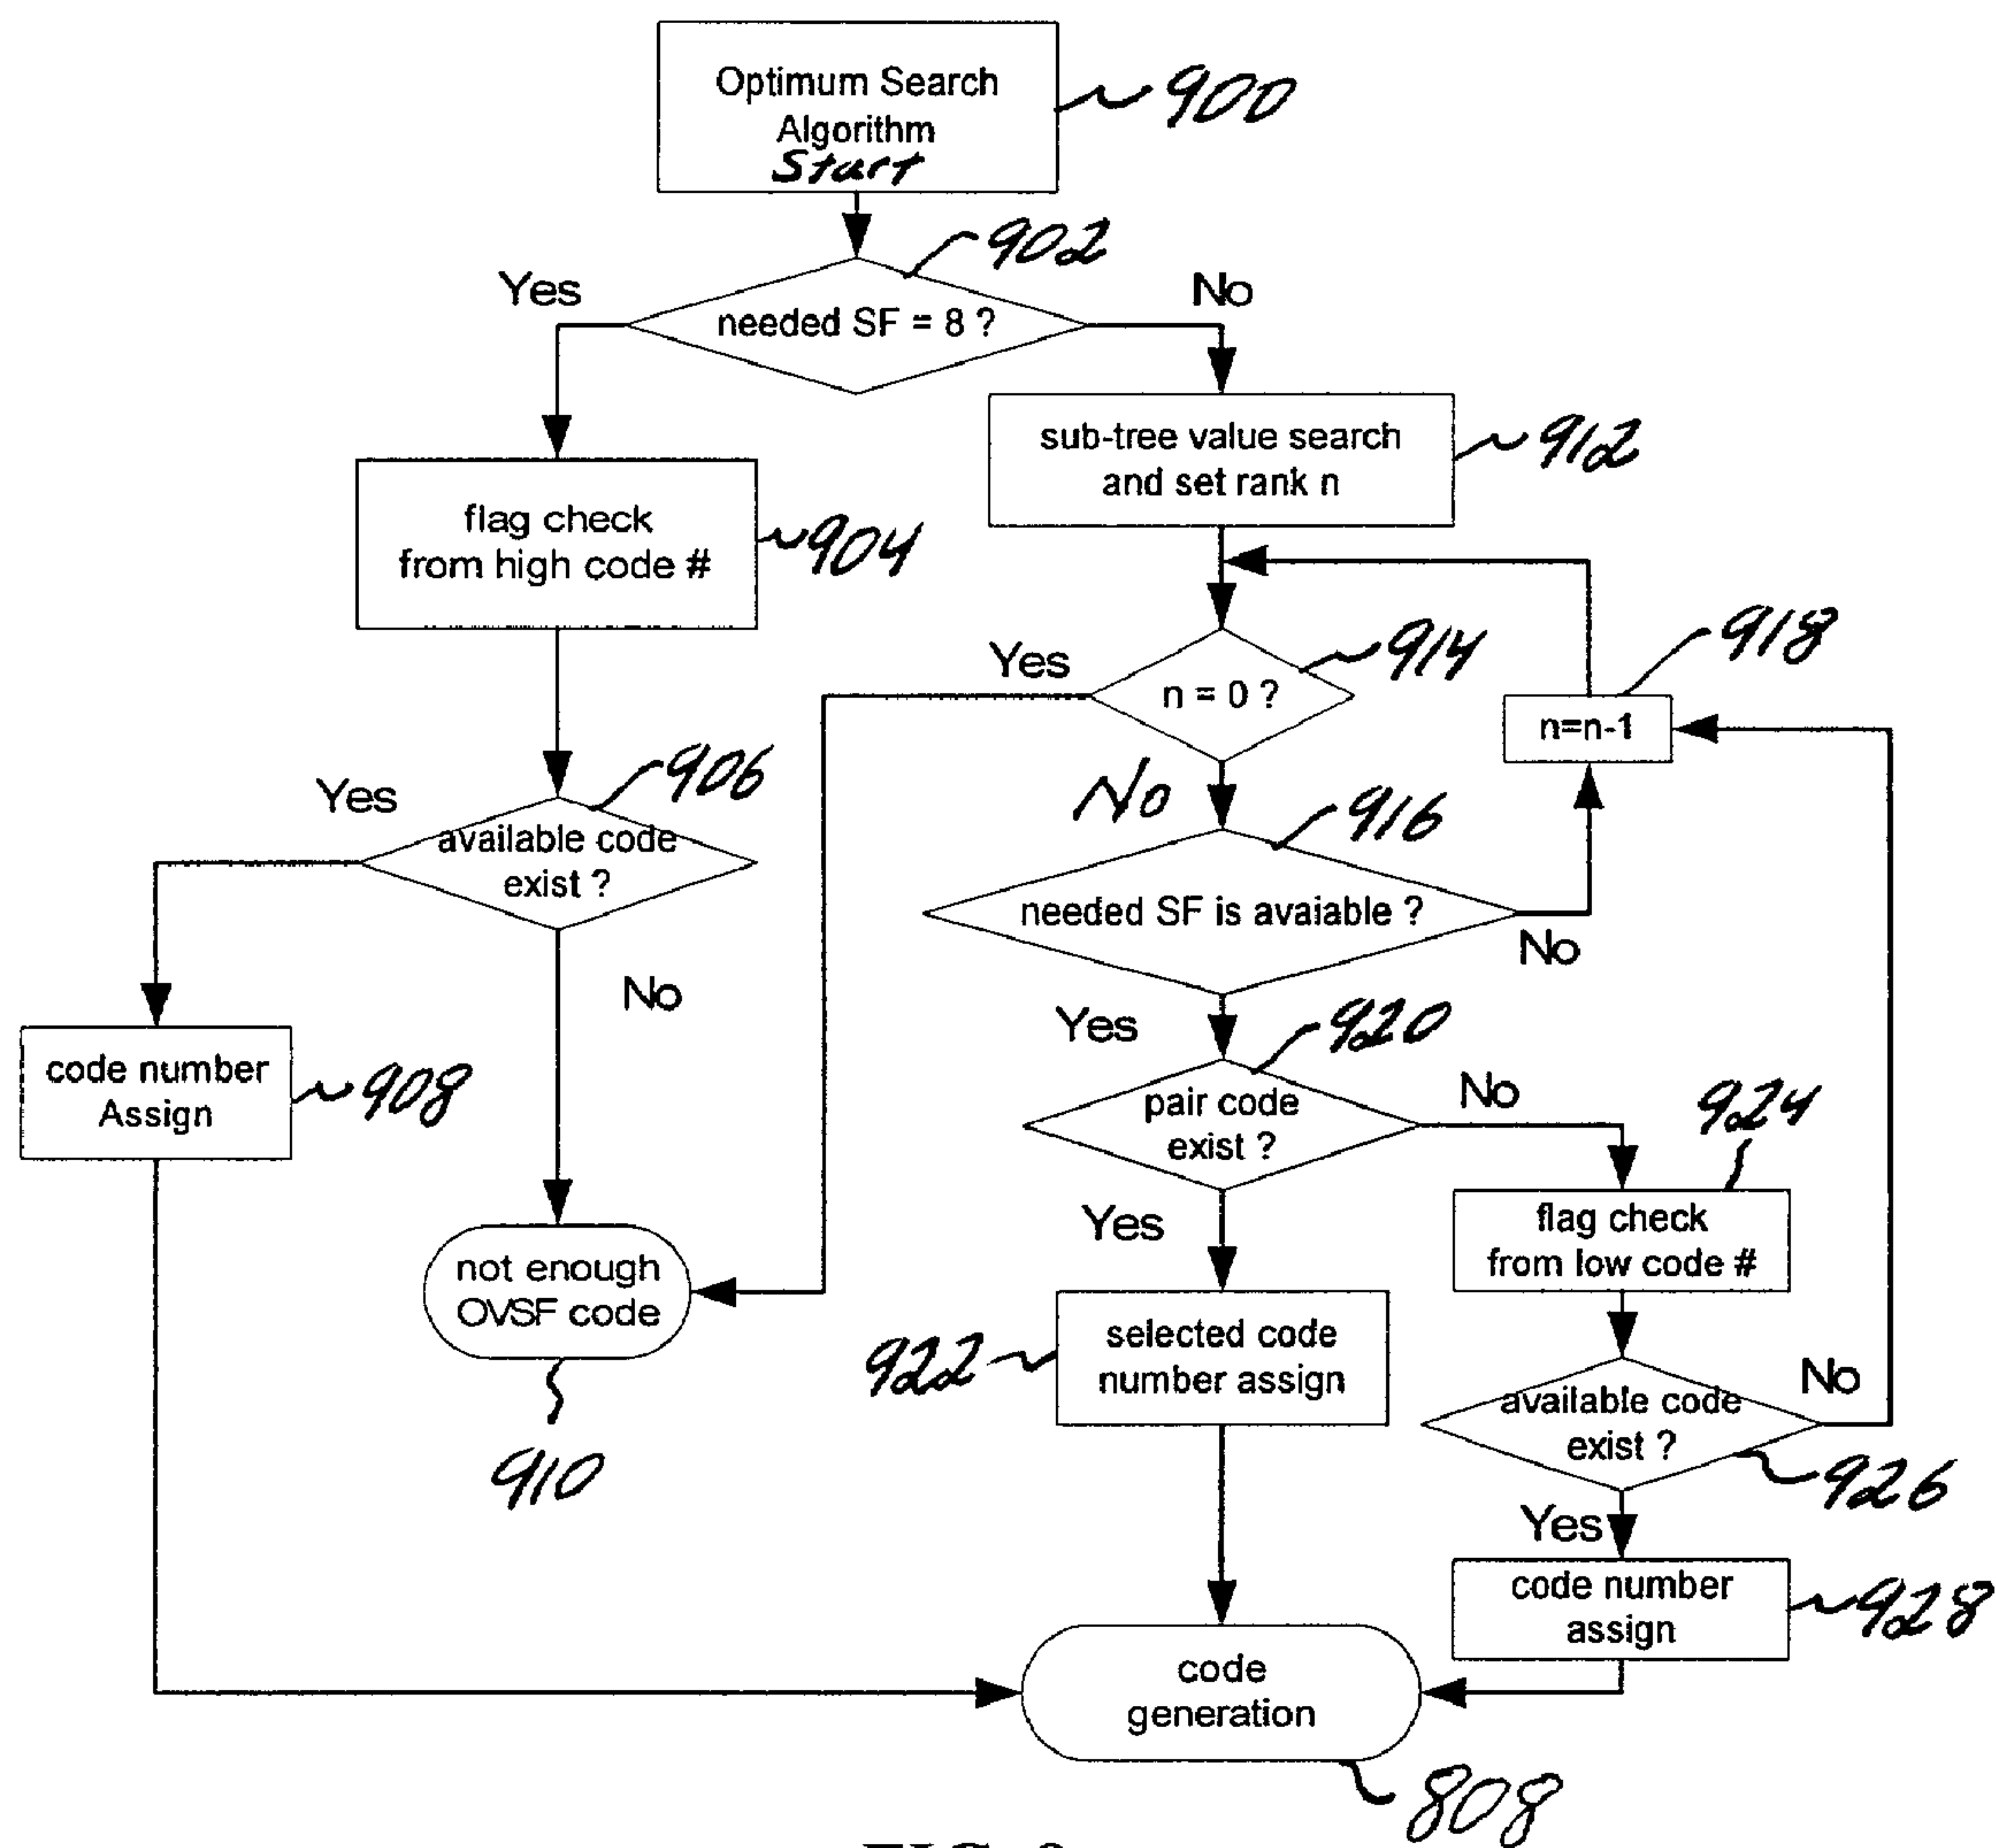 Optimum Search
Algorithm
Start
900
902
Yes
No
needed SF = 8 ?
sub-tree value search
and set rank n
912
flag check
from high code #
904
918
914
Yes
n = 0 ?
n=n-1
906
Yes
No
916
available code
exist ?
needed SF is avaiable ?
No
No
Yes
920
code number
Assign
908
pair code
exist ?
No
924
Yes
flag check
from low code #
not enough
OVSF code
922
selected code
number assign
No
available code
exist ?
910
926
Yes
code number
assign
928
code
generation
808